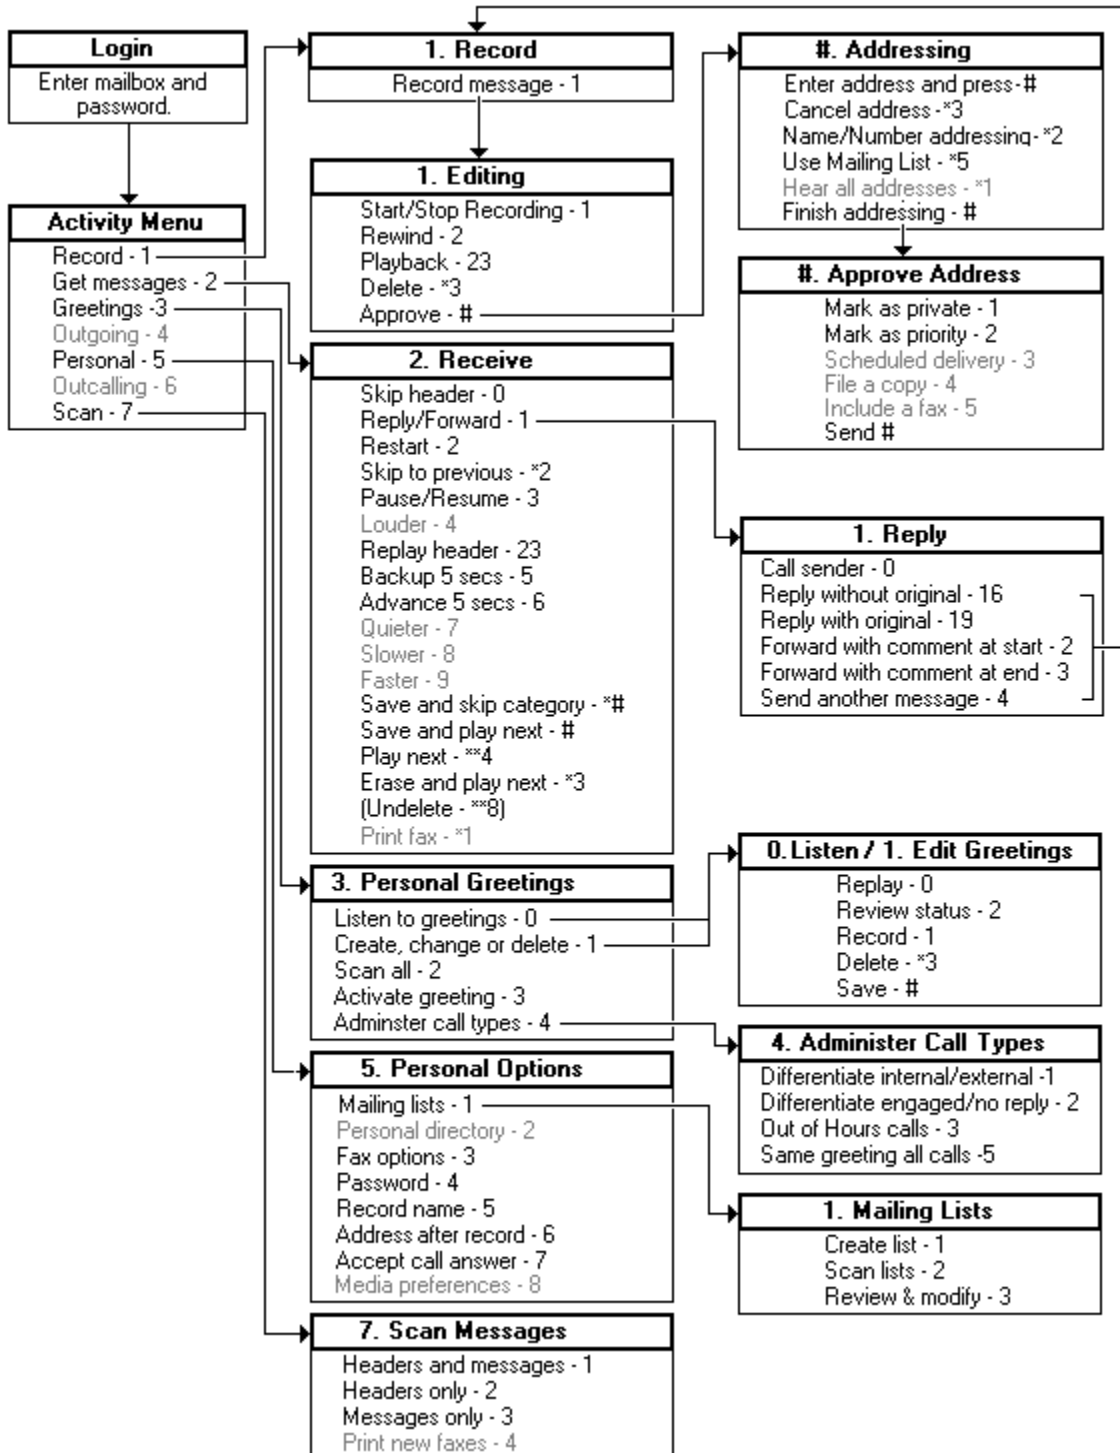 Login
Enter mailbox and
password.
Activity Menu
Record - 1
Get messages - 2
Greetings -3
Outgoing - 4
Personal - 5
Outcalling - 6
Scan - 7
1. Record
Record message - 1
1. Editing
Start/Stop Recording - 1
Rewind - 2
Playback - 23
Delete - *3
Approve - #
2. Receive
Skip header - 0
Reply/Forward - 1
Restart - 2
Skip to previous - *2
Pause/Resume - 3
Louder - 4
Replay header - 23
Backup 5 secs - 5
Advance 5 secs - 6
Quieter - 7
Slower - 8
Faster - 9
Save and skip category - *#
Save and play next - #
Play next - **4
Erase and play next - *3
(Undelete - **8)
Print fax - *1
3. Personal Greetings
Listen to greetings - 0
Create, change or delete - 1
Scan all - 2
Activate greeting - 3
Adminster call types - 4
5. Personal Options
Mailing lists - 1
Personal directory - 2
Fax options - 3
Password - 4
Record name - 5
Address after record - 6
Accept call answer - 7
Media preferences - 8
7. Scan Messages
Headers and messages - 1
Headers only - 2
Messages only - 3
Print new faxes - 4
#. Addressing
Enter address and press-#
Cancel address -*3
Name/Number addressing- *2
Use Mailing List - *5
Hear all addresses - *1
Finish addressing - #
#. Approve Address
Mark as private - 1
Mark as priority - 2
Scheduled delivery - 3
File a copy - 4
Include a fax - 5
Send #
1. Reply
Call sender - 0
Reply without original - 16
Reply with original - 19
Forward with comment at start - 2
Forward with comment at end - 3
Send another message - 4
0. Listen / 1. Edit Greetings
Replay - 0
Review status - 2
Record - 1
Delete - *3
Save - #
4. Administer Call Types
Differentiate internal/external -1
Differentiate engaged/no reply - 2
Out of Hours calls - 3
Same greeting all calls -5
1. Mailing Lists
Create list - 1
Scan lists - 2
Review & modify - 3